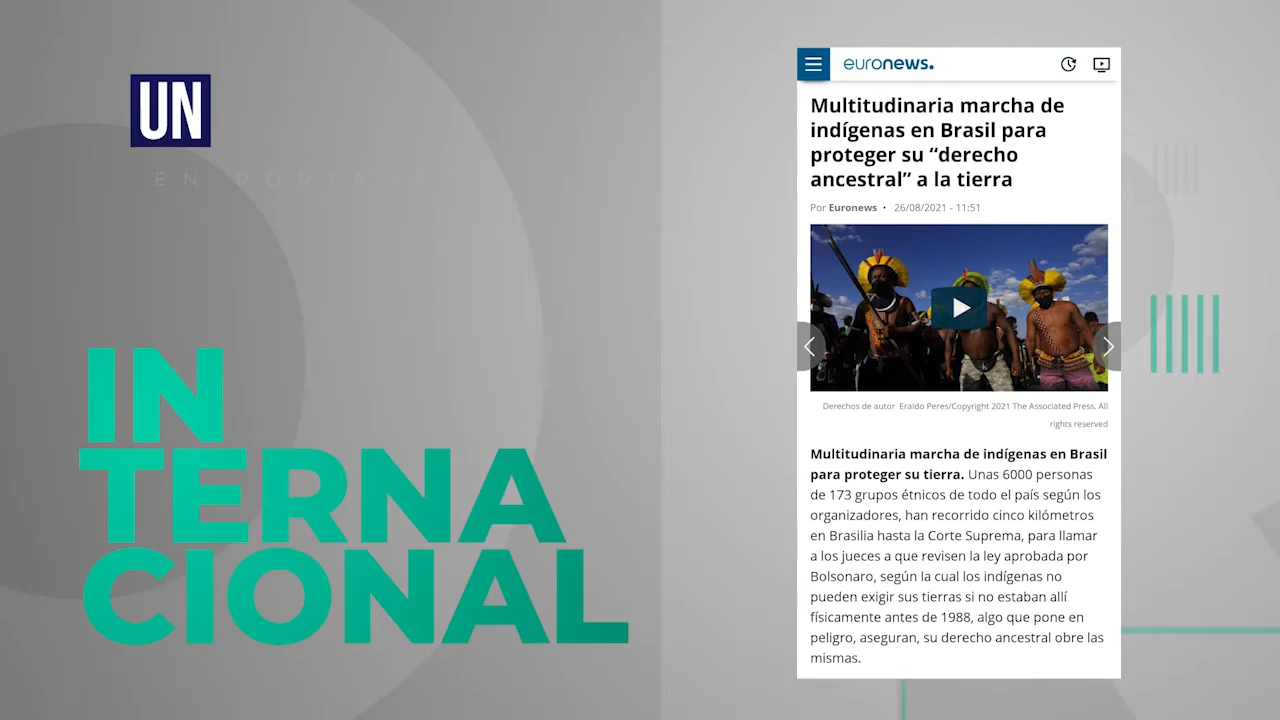 UN
EN PORTADA
IN
TERNA
CIONAL
euronews.
Multitudinaria marcha de
indígenas en Brasil para
proteger su “derecho
ancestral” a la tierra
Por Euronews • 26/08/2021 - 11:51
Derechos de autor Eraldo Peres/Copyright 2021 The Associated Press. All
rights reserved
Multitudinaria marcha de indígenas en Brasil
para proteger su tierra. Unas 6000 personas
de 173 grupos étnicos de todo el país según los
organizadores, han recorrido cinco kilómetros
en Brasilia hasta la Corte Suprema, para llamar
a los jueces a que revisen la ley aprobada por
Bolsonaro, según la cual los indígenas no
pueden exigir sus tierras si no estaban allí
físicamente antes de 1988, algo que pone en
peligro, aseguran, su derecho ancestral obre las
mismas.